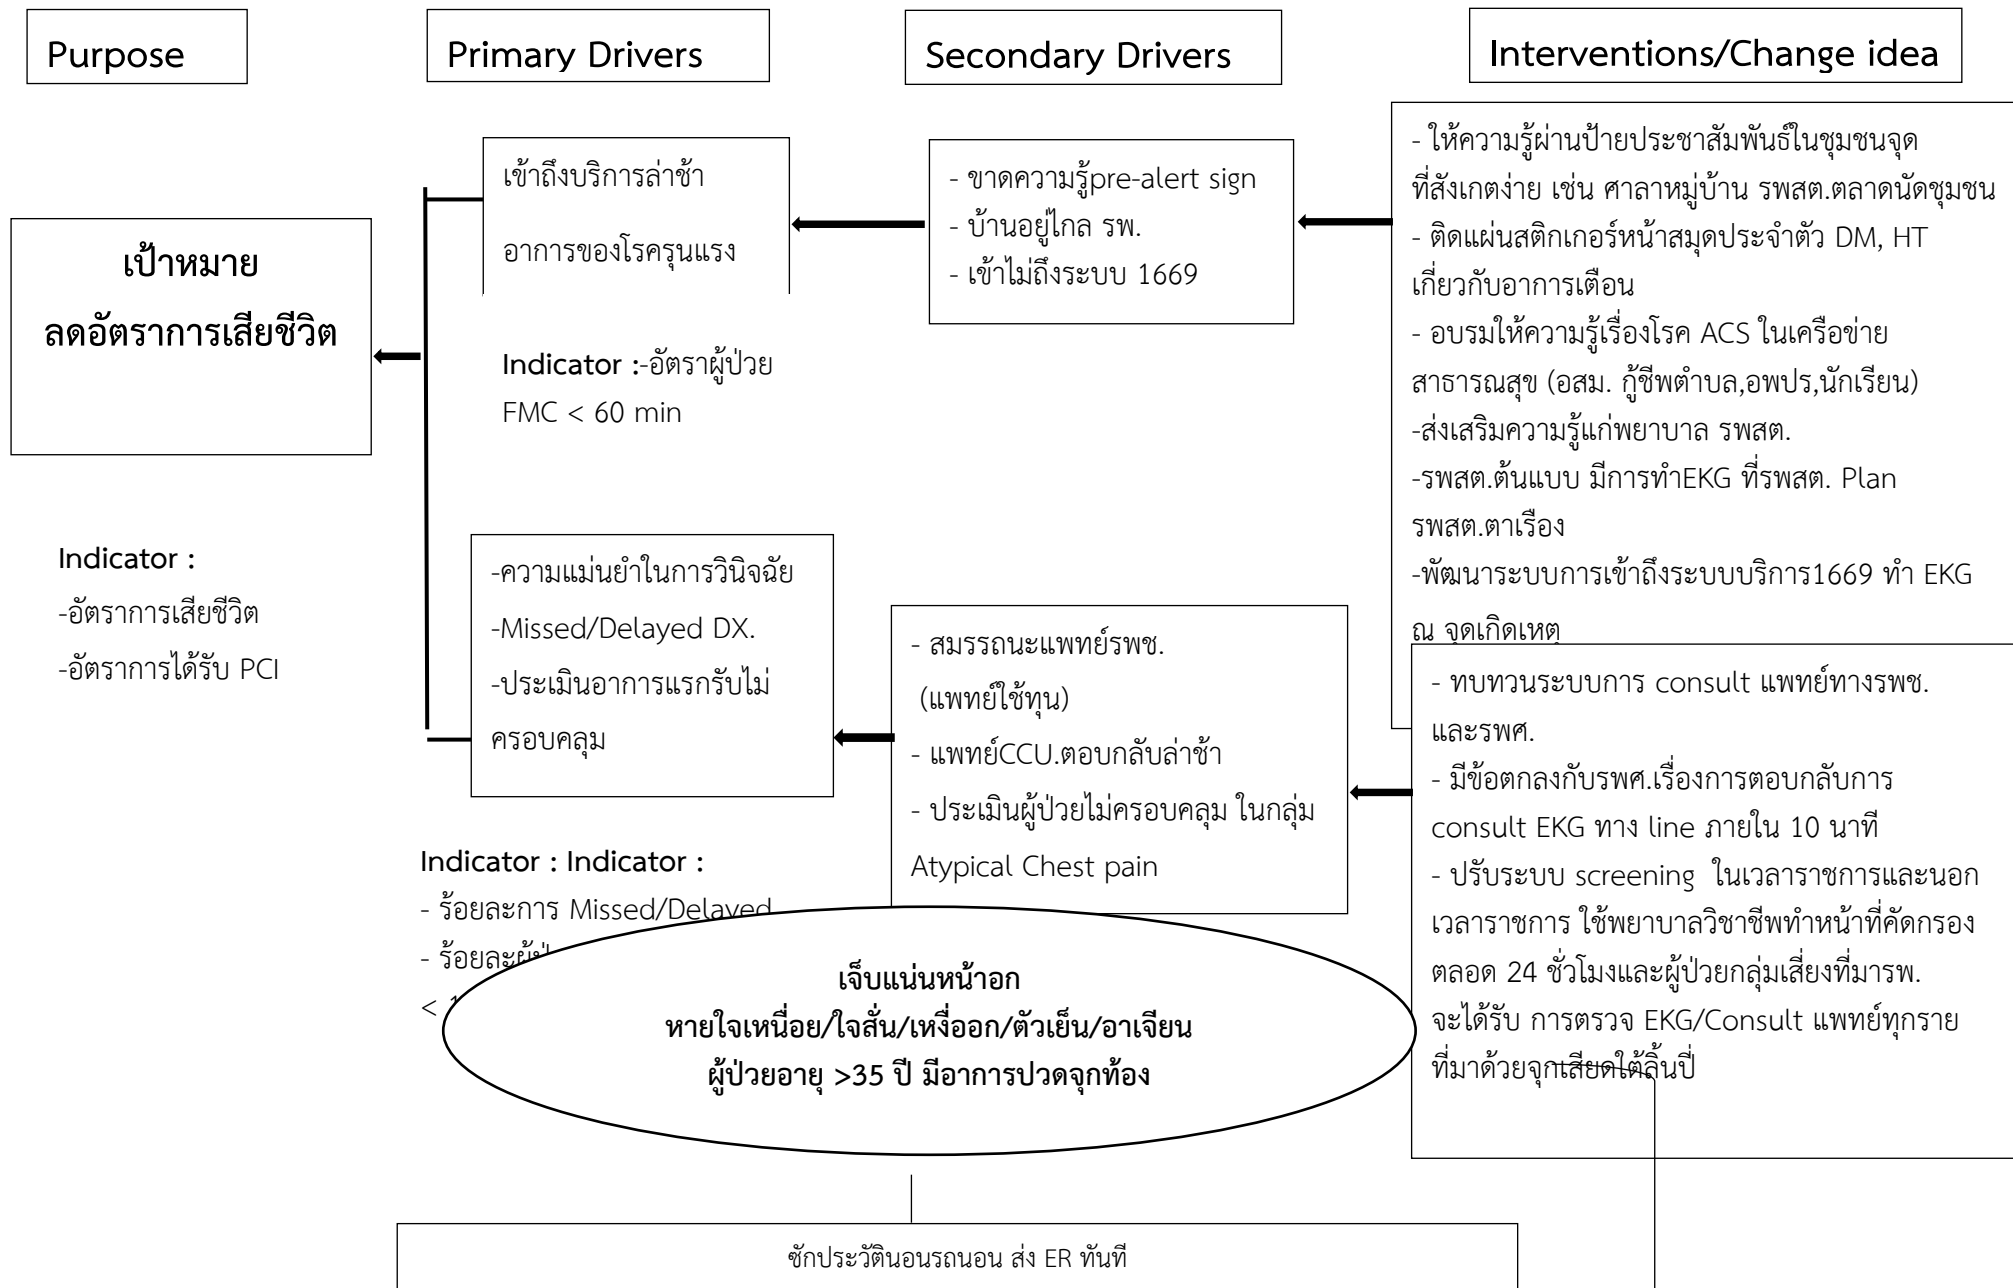 Purpose
Primary Drivers
Secondary Drivers
Interventions/Change idea
เป้าหมาย
ลดอัตราการเสียชีวิต
Indicator :
-อัตราการเสียชีวิต
-อัตราการได้รับ PCI
เข้าถึงบริการล่าช้า
อาการของโรครุนแรง
Indicator :-อัตราผู้ป่วย
FMC < 60 min
- ขาดความรู้pre-alert sign
- บ้านอยู่ไกล รพ.
- เข้าไม่ถึงระบบ 1669
- ให้ความรู้ผ่านป้ายประชาสัมพันธ์ในชุมชนจุด
ที่สังเกตง่าย เช่น ศาลาหมู่บ้าน รพสต.ตลาดนัดชุมชน
- ติดแผ่นสติกเกอร์หน้าสมุดประจำตัว DM, HT
เกี่ยวกับอาการเตือน
- อบรมให้ความรู้เรื่องโรค ACS ในเครือข่าย
สาธารณสุข (อสม. กู้ชีพตำบล,อพปร,นักเรียน)
-ส่งเสริมความรู้แก่พยาบาล รพสต.
-รพสต.ต้นแบบ มีการทำEKG ที่รพสต. Plan
รพสต.ตาเรือง
-พัฒนาระบบการเข้าถึงระบบบริการ1669 ทำ EKG
ณ จุดเกิดเหตุ
-ความแม่นยำในการวินิจฉัย
-Missed/Delayed DX.
-ประเมินอาการแรกรับไม่
ครอบคลุม
Indicator : Indicator :
- ร้อยละการ Missed/Delayed
- ร้อยละผู้ป่
<
- สมรรถนะแพทย์รพช.
(แพทย์ใช้ทุน)
- แพทย์CCU.ตอบกลับล่าช้า
- ประเมินผู้ป่วยไม่ครอบคลุม ในกลุ่ม
Atypical Chest pain
- ทบทวนระบบการ consult แพทย์ทางรพช.
และรพศ.
- มีข้อตกลงกับรพศ.เรื่องการตอบกลับการ
consult EKG ทาง line ภายใน 10 นาที
- ปรับระบบ screening ในเวลาราชการและนอก
เวลาราชการ ใช้พยาบาลวิชาชีพทำหน้าที่คัดกรอง
ตลอด 24 ชั่วโมงและผู้ป่วยกลุ่มเสี่ยงที่มารพ.
จะได้รับ การตรวจ EKG/Consult แพทย์ทุกราย
ที่มาด้วยจุกเสียดใต้ลิ้นปี่
เจ็บแน่นหน้าอก
หายใจเหนื่อย/ใจสั่น/เหงื่ออก/ตัวเย็น/อาเจียน
ผู้ป่วยอายุ >35 ปี มีอาการปวดจุกท้อง
ซักประวัตินอนรถนอน ส่ง ER ทันที